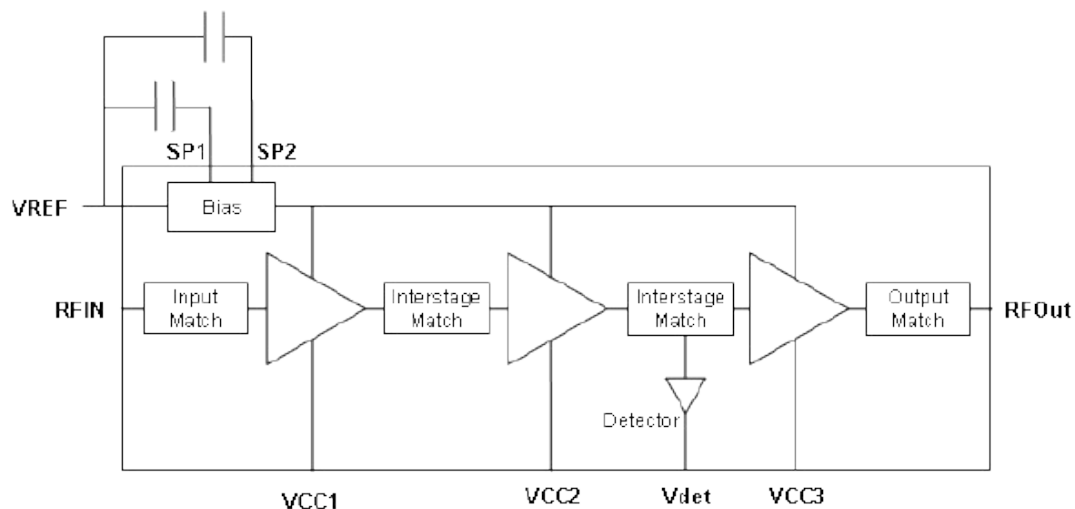 SP1
SP2
VREF
Bias
RFIN
Input
Match
Interstage
Match
Interstage
Match
Output
Match
RFOut
Detector
VCC1
VCC2
Vdet
VCC3